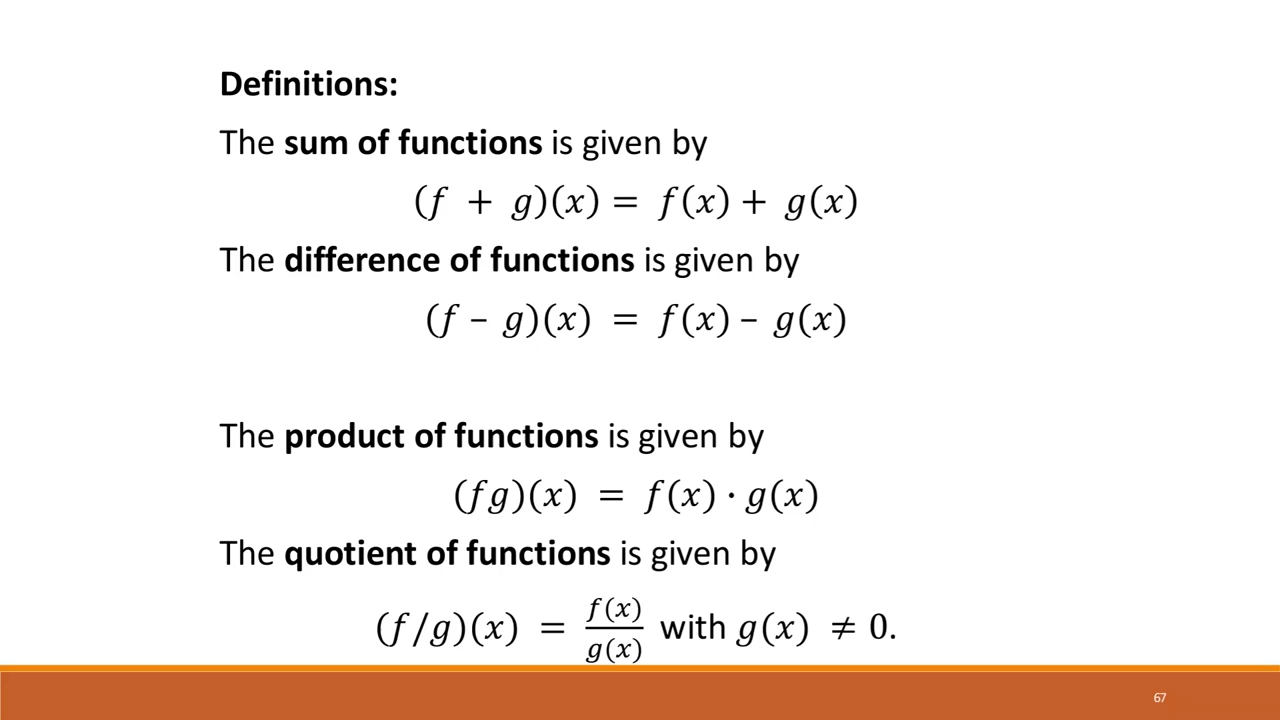 Definitions:
The sum of functions is given by
(f + g)(x) = f(x) + g(x)
The difference of functions is given by
(f – g)(x) = f(x) – g(x)
The product of functions is given by
(fg)(x) = f(x) · g(x)
The quotient of functions is given by
(f/g)(x) = f(x)/g(x) with g(x) ≠ 0.
67